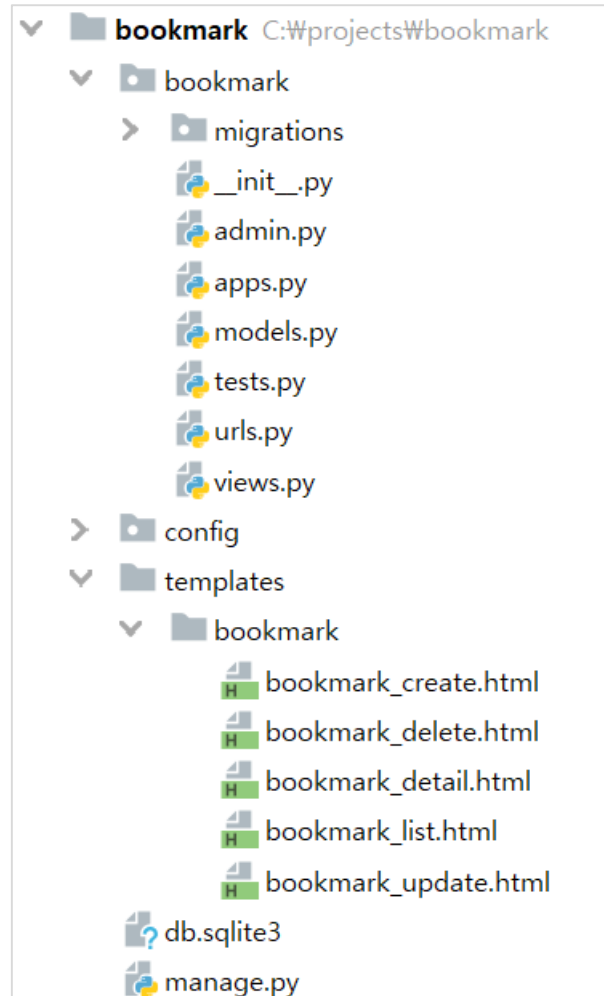 bookmark C:₩projects₩bookmark
bookmark
migrations
__init__.py
admin.py
apps.py
models.py
tests.py
urls.py
views.py
config
templates
bookmark
H bookmark_create.html
H bookmark_delete.html
H bookmark_detail.html
H bookmark_list.html
H bookmark_update.html
? db.sqlite3
manage.py